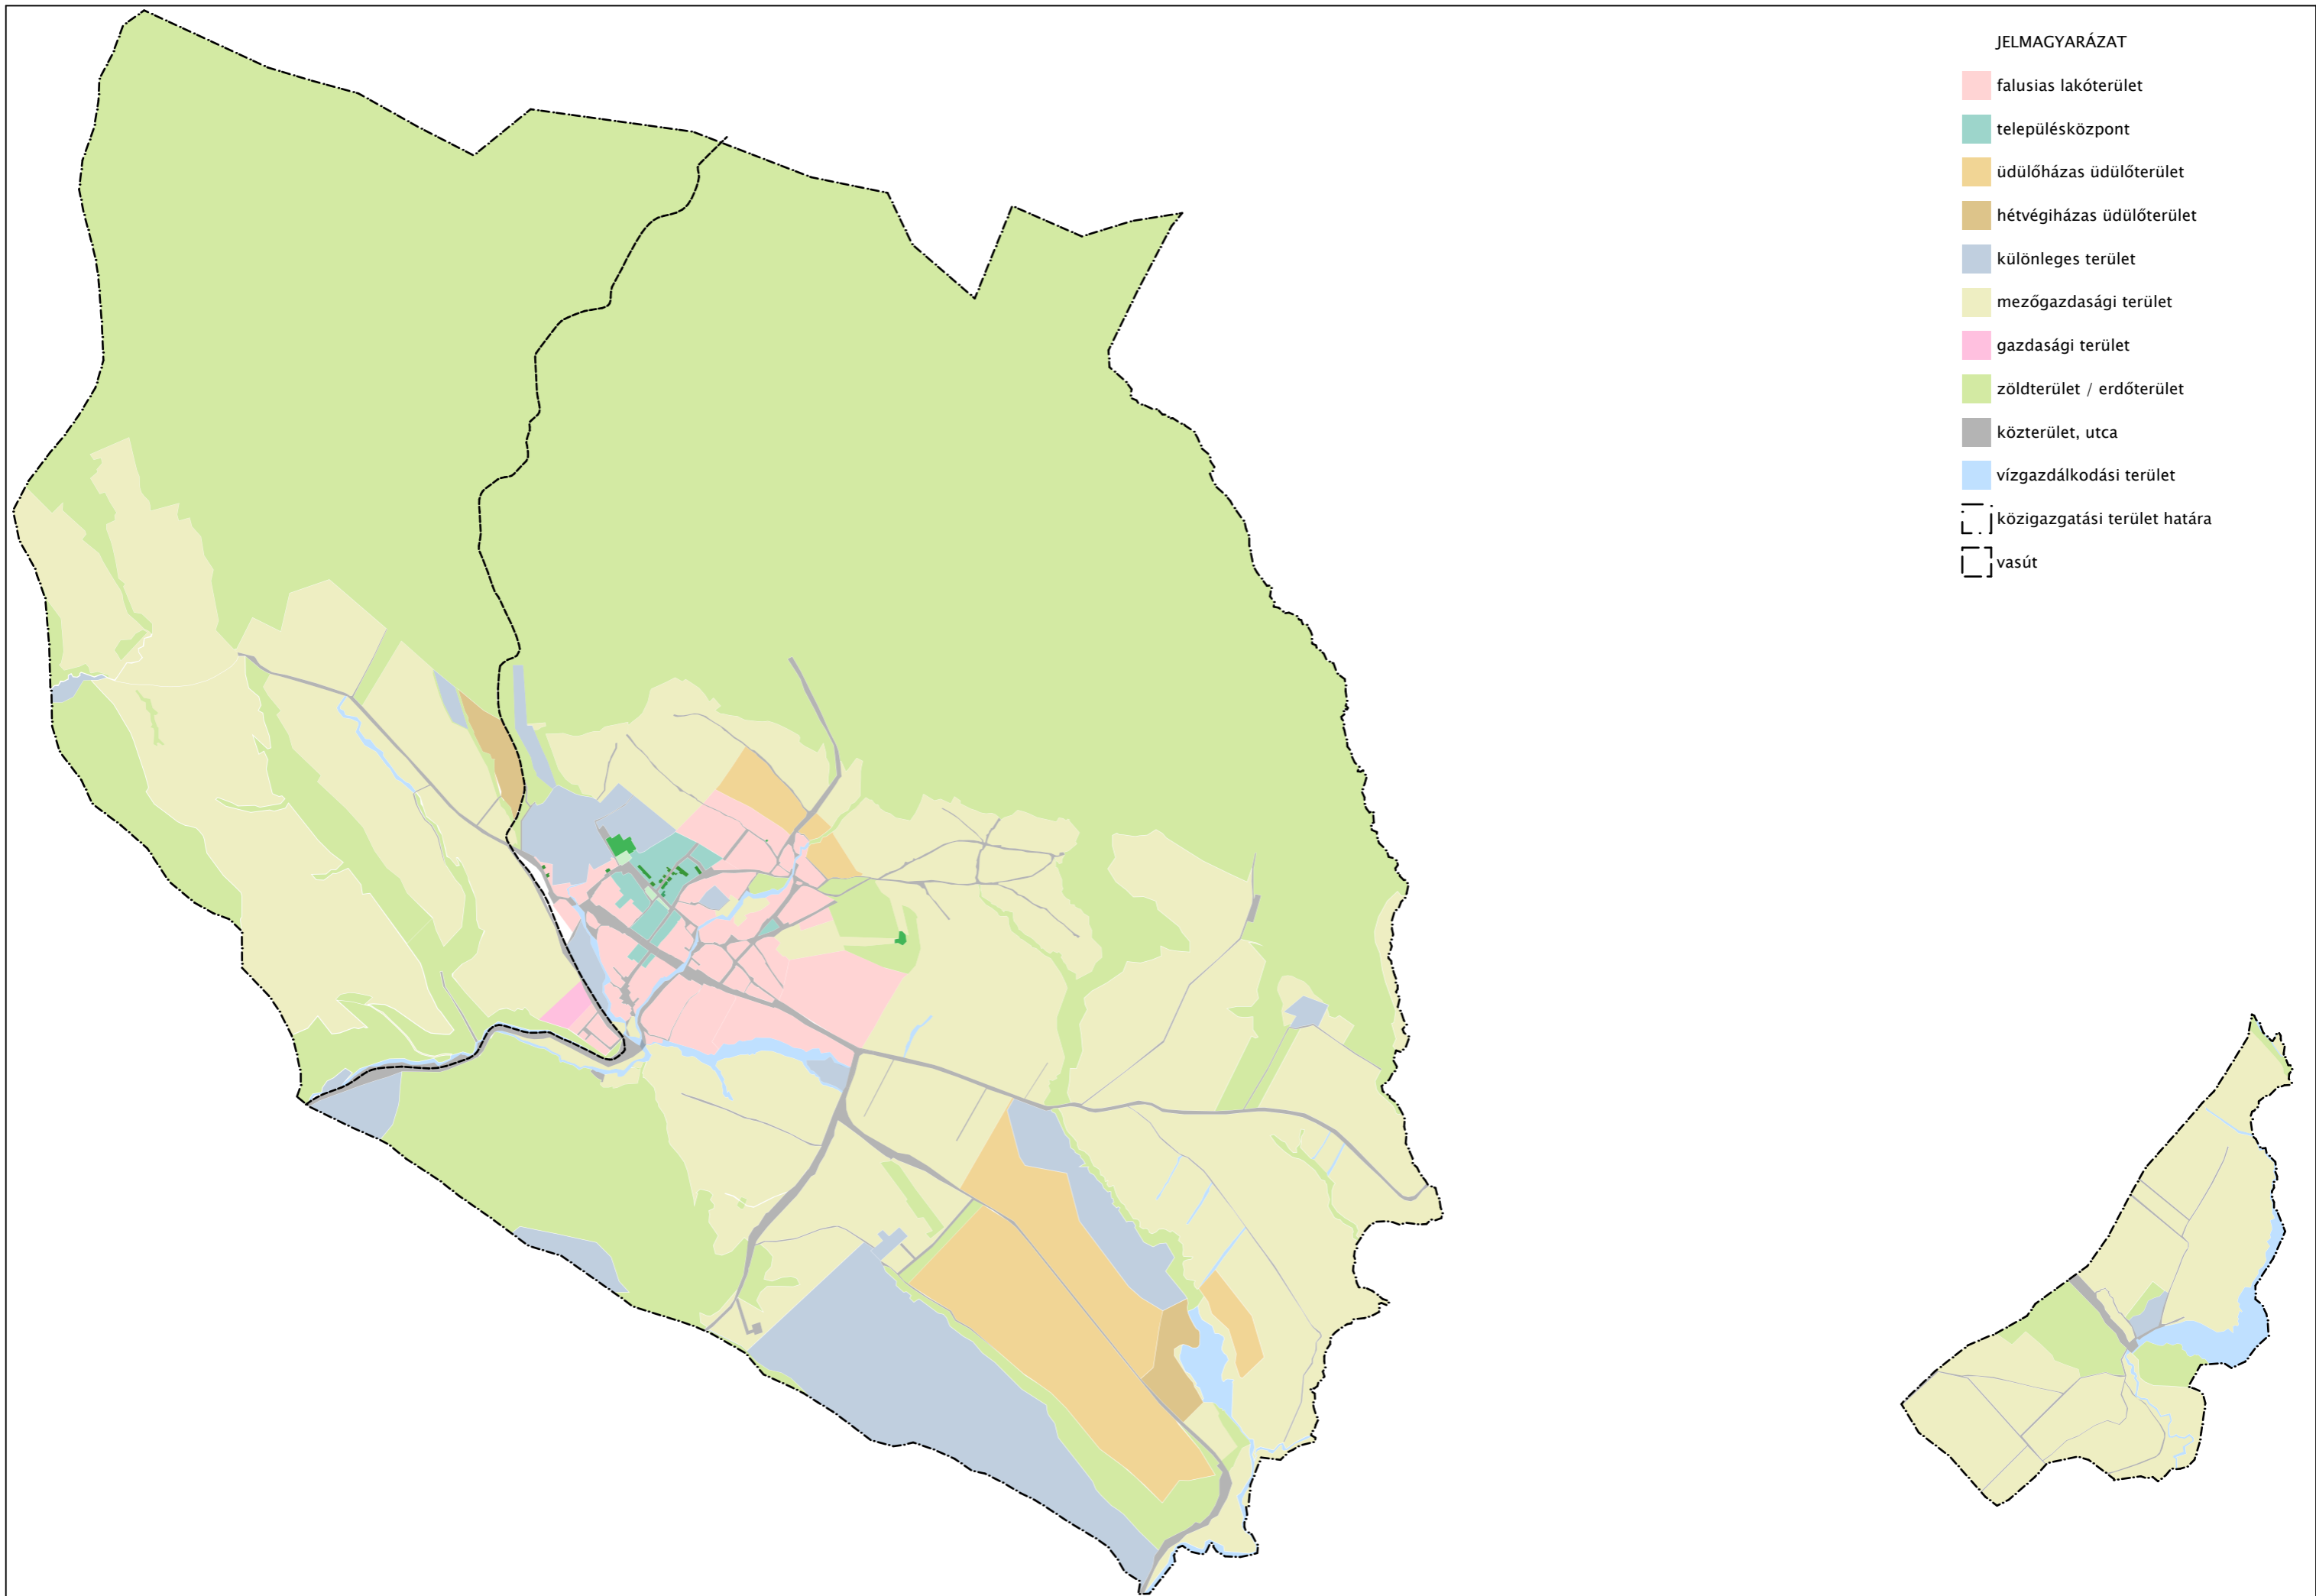 JELMAGYARÁZAT
falusias lakóterület
településközpont
üdülőházas üdülőterület
hétvégiházas üdülőterület
különleges terület
mezőgazdasági terület
gazdasági terület
zöldterület / erdőterület
közterület, utca
vízgazdálkodási terület
közigazgatási terület határa
vasút